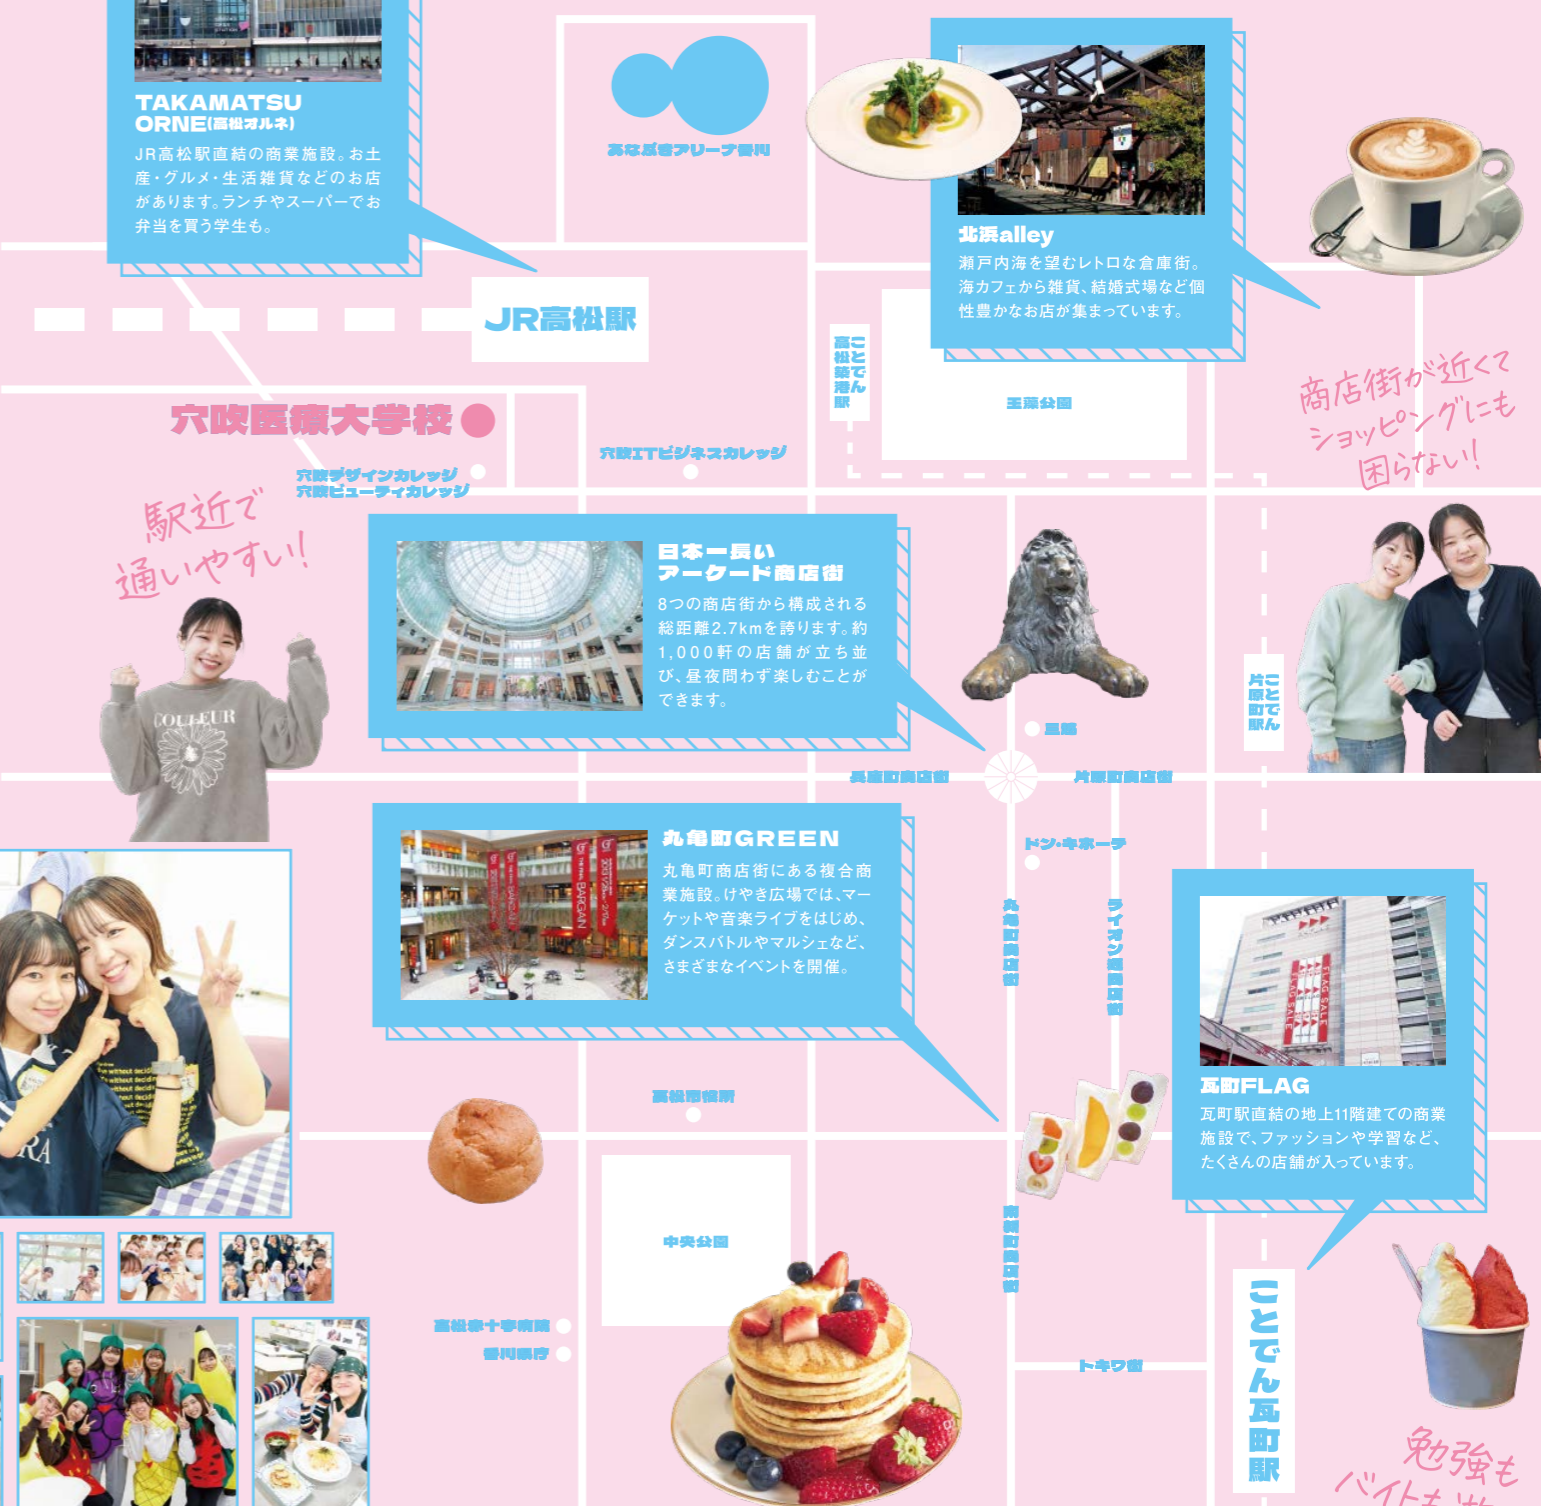 TAKAMATSU
ORNE(高松オルネ)
JR高松駅直結の商業施設。お土
産・グルメ・生活雑貨などのお店
があります。ランチやスーパーでお
弁当を買う学生も。
あなぶきアリーナ香川
北浜alley
瀬戸内海を望むレトロな倉庫街。
海カフェから雑貨、結婚式場など個
性豊かなお店が集まっています。
JR高松駅
ことでん
高松築港駅
玉藻公園
商店街が近くて
ショッピングにも
困らない!
穴吹医療大学校
穴吹デザインカレッジ
穴吹ビューティカレッジ
穴吹ITビジネスカレッジ
駅近で
通いやすい!
日本一長い
アーケード商店街
8つの商店街から構成される
総距離2.7kmを誇ります。約
1,000軒の店舗が立ち並
び、昼夜問わず楽しむことが
できます。
COULEUR
ことでん
片原町駅
三越
兵庫町商店街
片原町商店街
丸亀町GREEN
丸亀町商店街にある複合商
業施設。けやき広場では、マー
ケットや音楽ライブをはじめ、
ダンスバトルやマルシェなど、
さまざまなイベントを開催。
BARGAIN
ドン・キホーテ
丸亀町商店街
ライオン通商店街
FLAG SALE
FLAG SALE
瓦町FLAG
瓦町駅直結の地上11階建ての商業
施設で、ファッションや学習など、
たくさんの店舗が入っています。
高松市役所
中央公園
南新町商店街
高松赤十字病院
香川県庁
トキワ街
ことでん瓦町駅
勉強も
バイトも